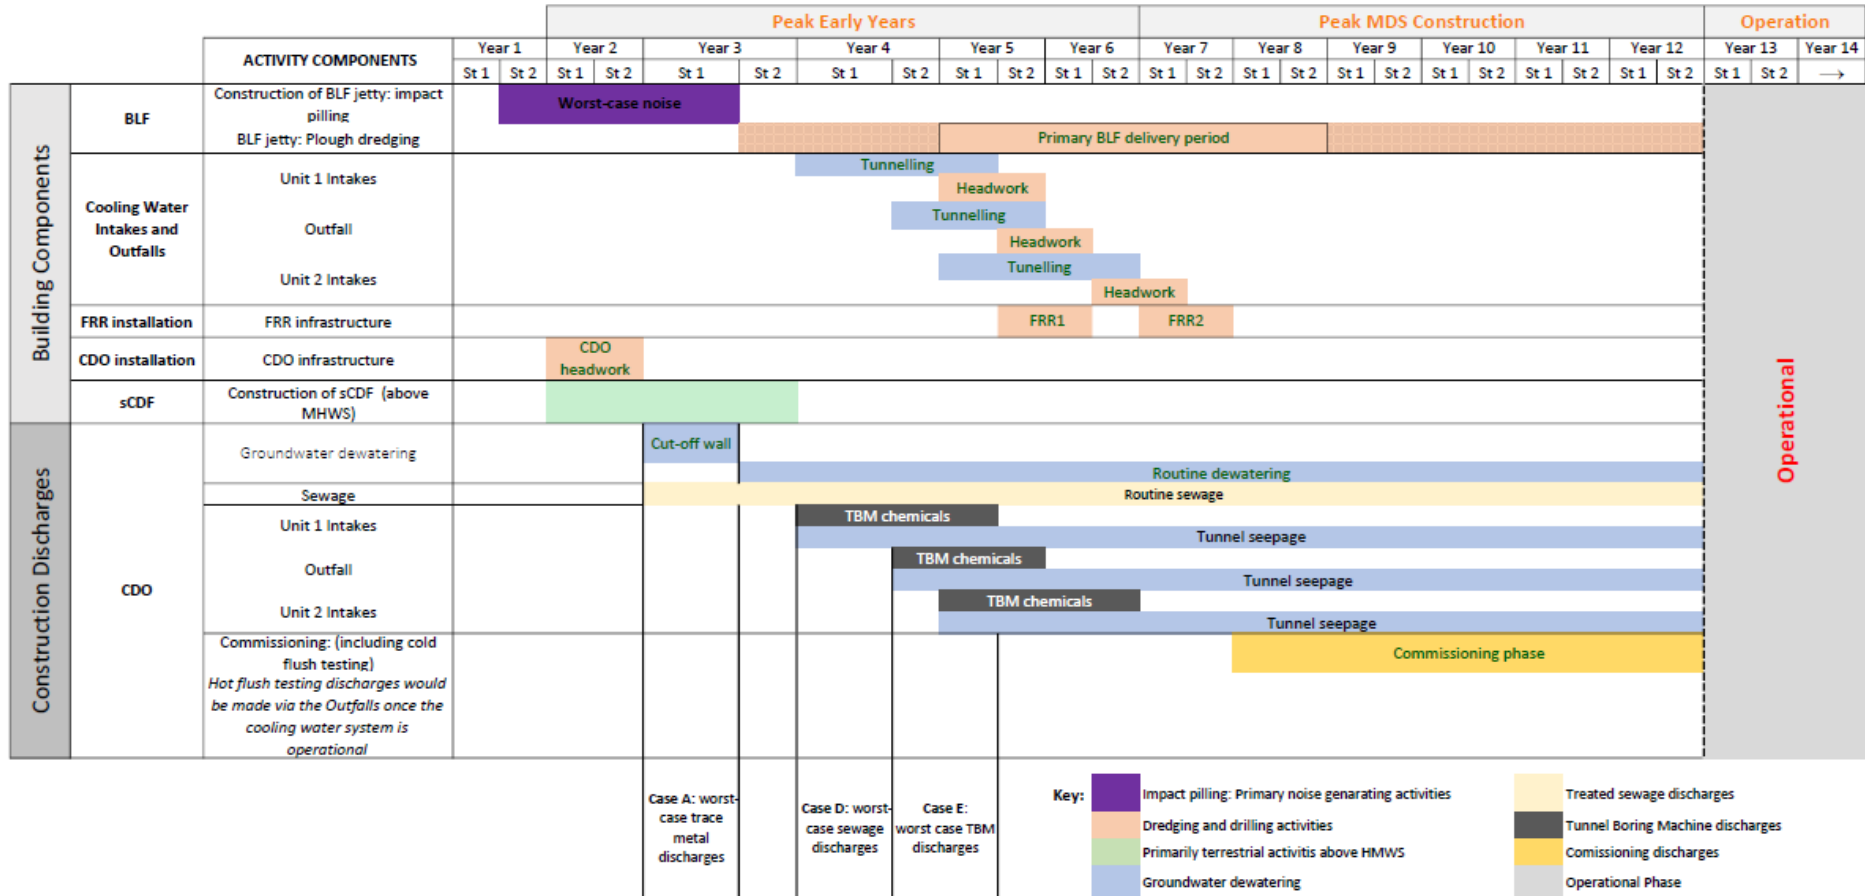 Peak Early Years Peak MDS Construction Operation
ACTIVITY COMPONENTS Year 1 Year 2 Year 3 Year 4 Year 5 Year 6 Year 7 Year 8 Year 9 Year 10 Year 11 Year 12 Year 13 Year 14
St 1 St 2 St 1 St 2 St 1 St 2 St 1 St 2 St 1 St 2 St 1 St 2 St 1 St 2 St 1 St 2 St 1 St 2 St 1 St 2 St 1 St 2 St 1 St 2 St 1 St 2 →
Building Components
BLF
Construction of BLF jetty: impact
pilling
Worst-case noise
BLF jetty: Plough dredging
Primary BLF delivery period
Cooling Water
Intakes and
Outfalls
Unit 1 Intakes
Tunnelling
Headwork
Outfall
Tunnelling
Headwork
Unit 2 Intakes
Tunelling
Headwork
FRR installation
FRR infrastructure
FRR1
FRR2
CDO installation
CDO infrastructure
CDO
headwork
sCDF
Construction of sCDF (above
MHWS)
Construction Discharges
CDO
Groundwater dewatering
Cut-off wall
Routine dewatering
Sewage
Routine sewage
Unit 1 Intakes
TBM chemicals
Tunnel seepage
Outfall
TBM chemicals
Tunnel seepage
Unit 2 Intakes
TBM chemicals
Tunnel seepage
Commissioning: (including cold
flush testing)
Commissioning phase
Hot flush testing discharges would
be made via the Outfalls once the
cooling water system is
operational
Operational
Case A: worst-
case trace
metal
discharges
Case D: worst-
case sewage
discharges
Case E:
worst case TBM
discharges
Key:
Impact pilling: Primary noise genarating activities
Dredging and drilling activities
Primarily terrestrial activitis above HMWS
Groundwater dewatering
Treated sewage discharges
Tunnel Boring Machine discharges
Comissioning discharges
Operational Phase